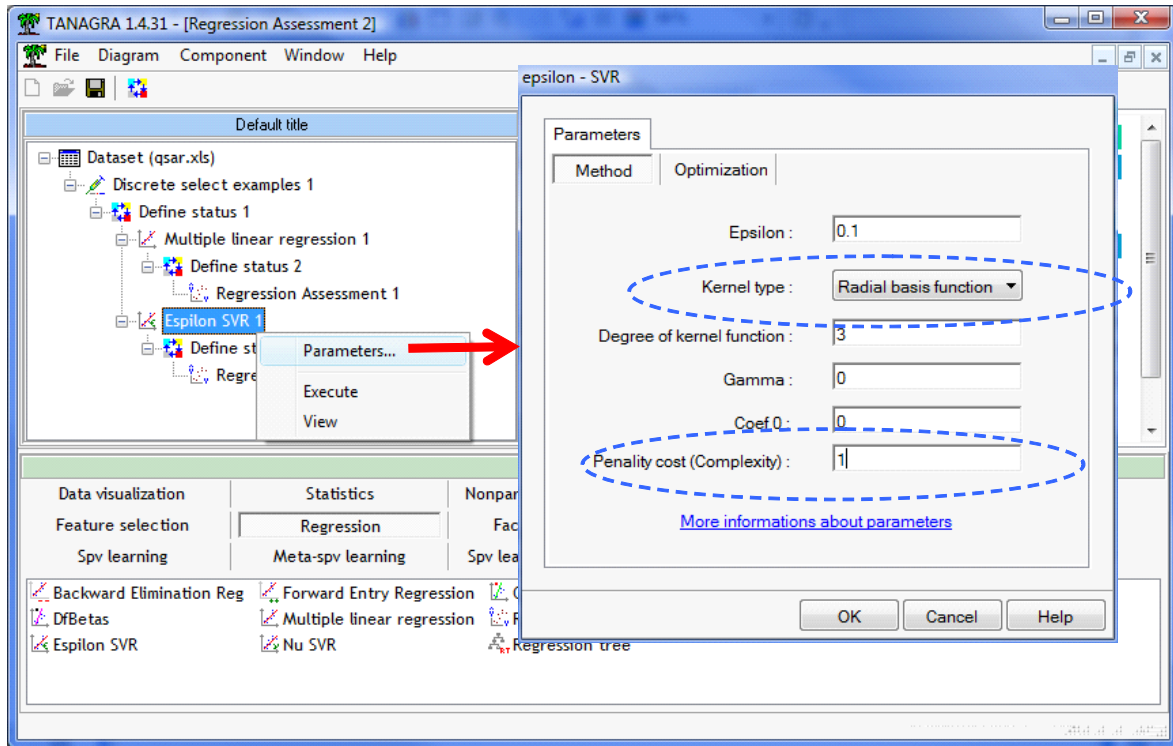 TANAGRA 1.4.31 - [Regression Assessment 2]
File Diagram Component Window Help
Default title
Dataset (qsar.xls)
Discrete select examples 1
Define status 1
Multiple linear regression 1
Define status 2
Regression Assessment 1
Espilon SVR 1
Define st
Regre
Parameters...
Execute
View
epsilon - SVR
Parameters
Method Optimization
Epsilon : 0.1
Kernel type : Radial basis function
Degree of kernel function : 3
Gamma : 0
Coef 0 : 0
Penality cost (Complexity) : 1
More informations about parameters
OK Cancel Help
Data visualization Statistics Nonpar
Feature selection Regression Fac
Spv learning Meta-spv learning Spv lea
Backward Elimination Reg Forward Entry Regression
DfBetas Multiple linear regression
Espilon SVR Nu SVR Regression tree